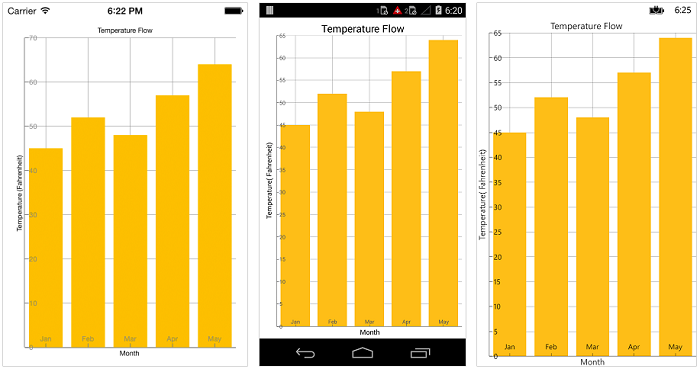 Carrier 6:22 PM
Temperature Flow
70
60
50
40
30
20
10
0
Temperature (Fahrenheit)
Jan Feb Mar Apr May
Month
1 2 6:20
Temperature Flow
65
60
55
50
45
40
35
30
25
20
15
10
5
0
Temperature( Fahrenheit)
Jan Feb Mar Apr May
Month
6:25
Temperature Flow
65
60
55
50
45
40
35
30
25
20
15
10
5
0
Temperature( Fahrenheit)
Jan Feb Mar Apr May
Month